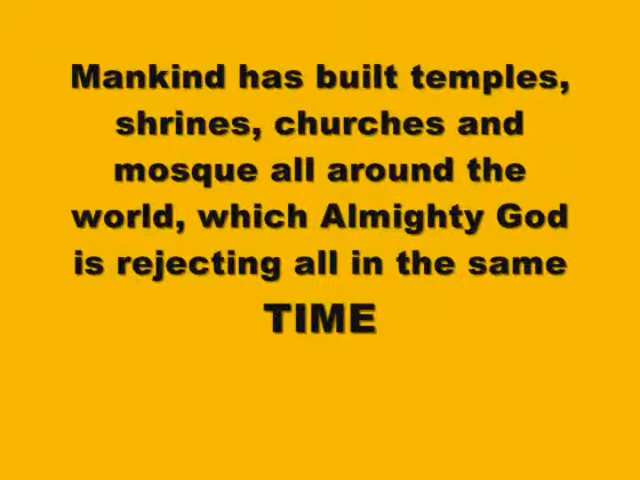 Mankind has built temples,
shrines, churches and
mosque all around the
world, which Almighty God
is rejecting all in the same
TIME